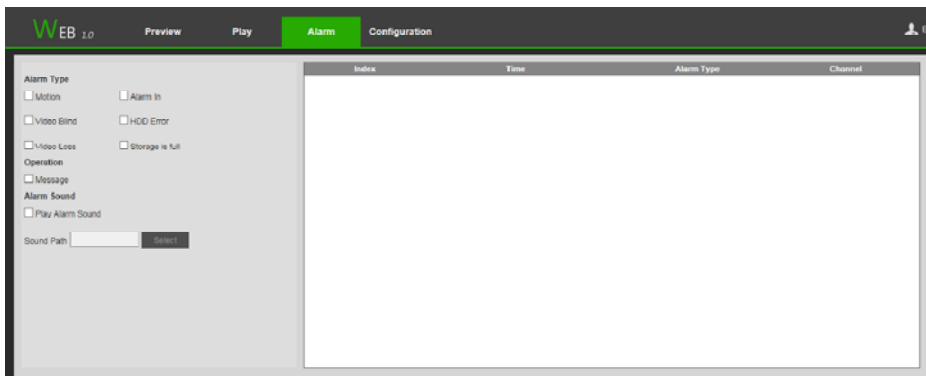 WEB 1.0 Preview Play Alarm Configuration
Index Time Alarm Type Channel
Alarm Type
Motion Alarm In
Video Blind HDD Error
Video Loss Storage is full
Operation
Message
Alarm Sound
Play Alarm Sound
Sound Path Select